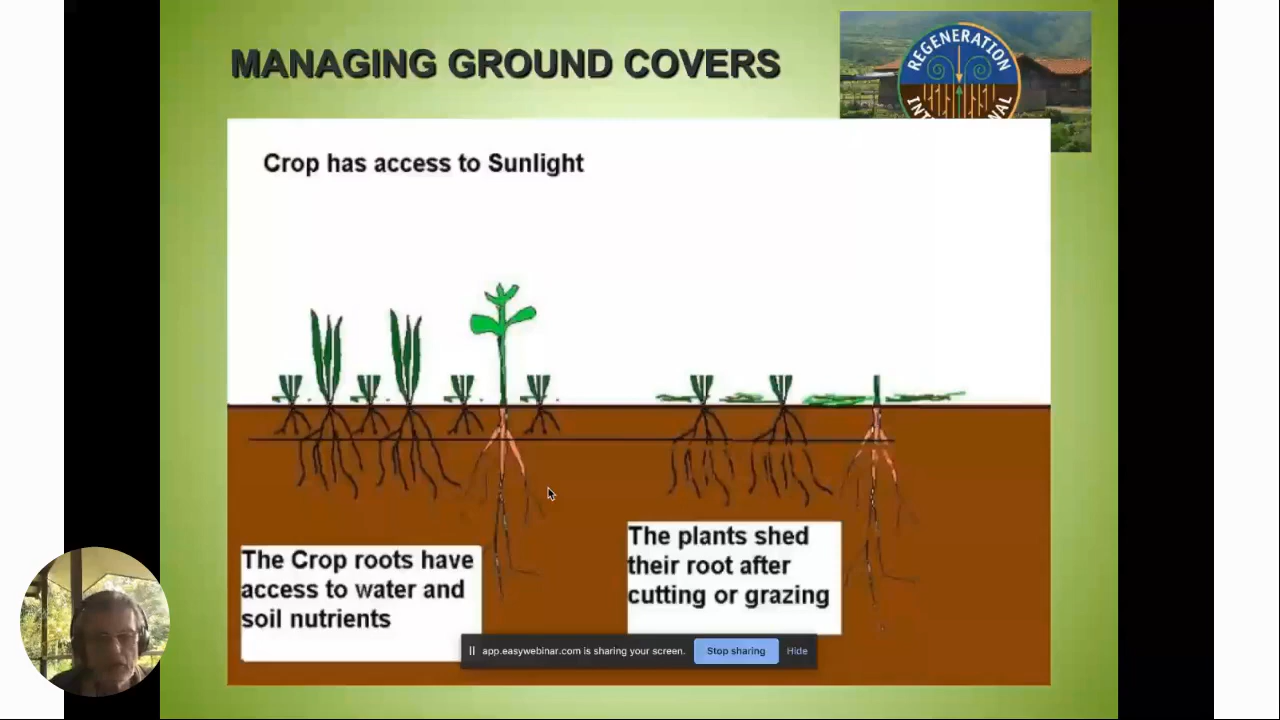 MANAGING GROUND COVERS
REGENERATION
Crop has access to Sunlight
The Crop roots have
access to water and
soil nutrients
The plants shed
their root after
cutting or grazing
app.easywebinar.com is sharing your screen.
Stop sharing
Hide